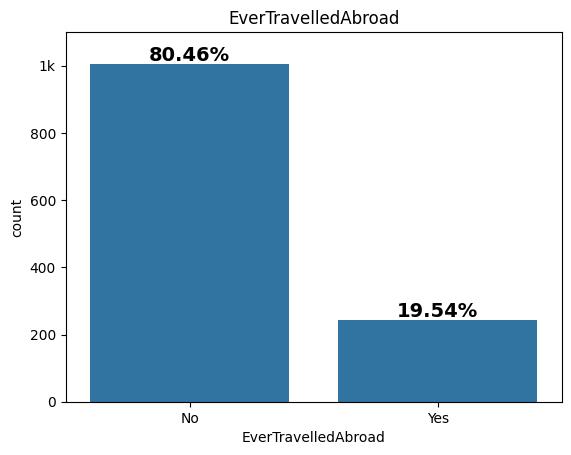 EverTravelledAbroad
80.46%
19.54%
1k
800
600
400
200
0
count
No
Yes
EverTravelledAbroad